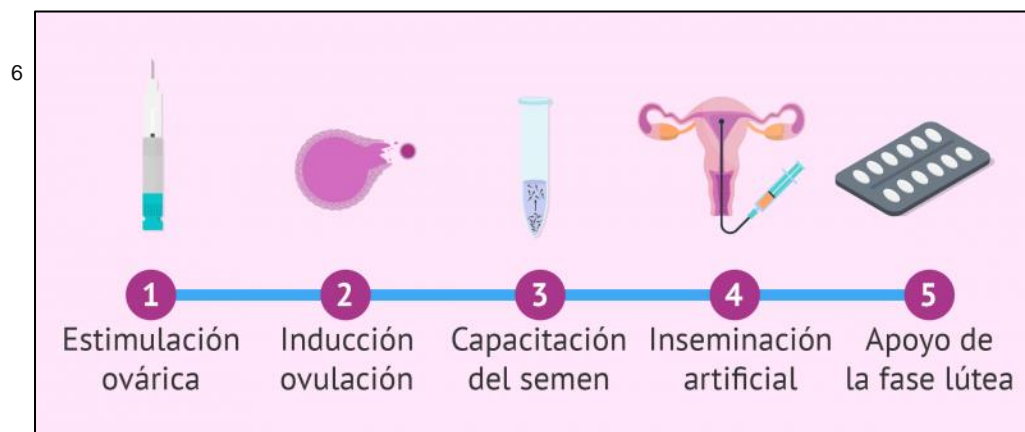 6
1 2 3 4 5
Estimulación Inducción Capacitación Inseminación Apoyo de
ovárica ovulación del semen artificial la fase lútea